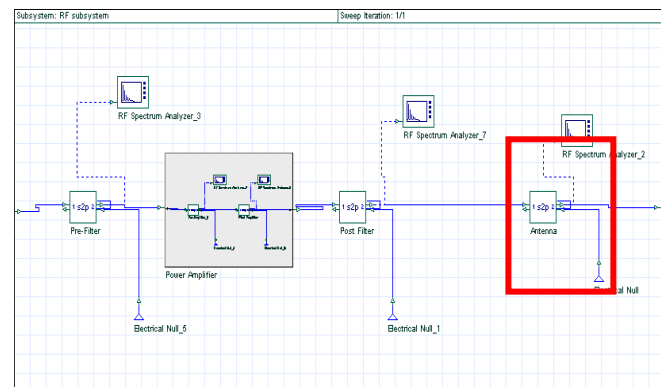 Subsystem: RF subsystem
Sweep Iteration: 1/1
RF Spectrum Analyzer_3
RF Spectrum Analyzer_7
RF Spectrum Analyzer_2
1 s2p 2
Pre-Filter
1 s2p 2
Post Filter
1 s2p 2
Antenna
Power Amplifier
Electrical Null_5
Electrical Null_1
Electrical Null